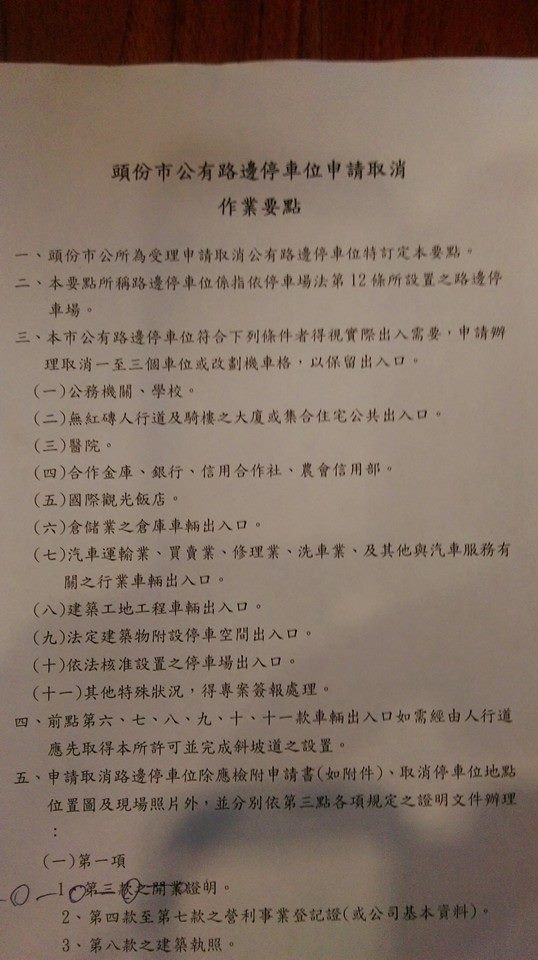 頭份市公有路邊停車位申請取消
作業要點
一、頭份市公所為受理申請取消公有路邊停車位特訂定本要點。
二、本要點所稱路邊停車位係指依停車場法第12條所設置之路邊停
車場。
三、本市公有路邊停車位符合下列條件者得視實際出入需要,申請辦
理取消一至三個車位或改劃機車格,以保留出入口。
(一)公務機關、學校。
(二)無紅磚人行道及騎樓之大廈或集合住宅公共出入口。
(三)醫院。
(四)合作金庫、銀行、信用合作社、農會信用部。
(五)國際觀光飯店。
(六)倉儲業之倉庫車輛出入口。
(七)汽車運輸業、買賣業、修理業、洗車業、及其他與汽車服務有
關之行業車輛出入口。
(八)建築工地工程車輛出入口。
(九)法定建築物附設停車空間出入口。
(十)依法核准設置之停車場出入口。
(十一)其他特殊狀況,得專案簽報處理。
四、前點第六、七、八、九、十、十一款車輛出入口如需經由人行道
應先取得本所許可並完成斜坡道之設置。
五、申請取消路邊停車位除應檢附申請書(如附件)、取消停車位地點
位置圖及現場照片外,並分別依第三點各項規定之證明文件辦理
:
(一)第一項
1、第三款之開業證明。
2、第四款至第七款之營利事業登記證(或公司基本資料)。
3、第八款之建築執照。